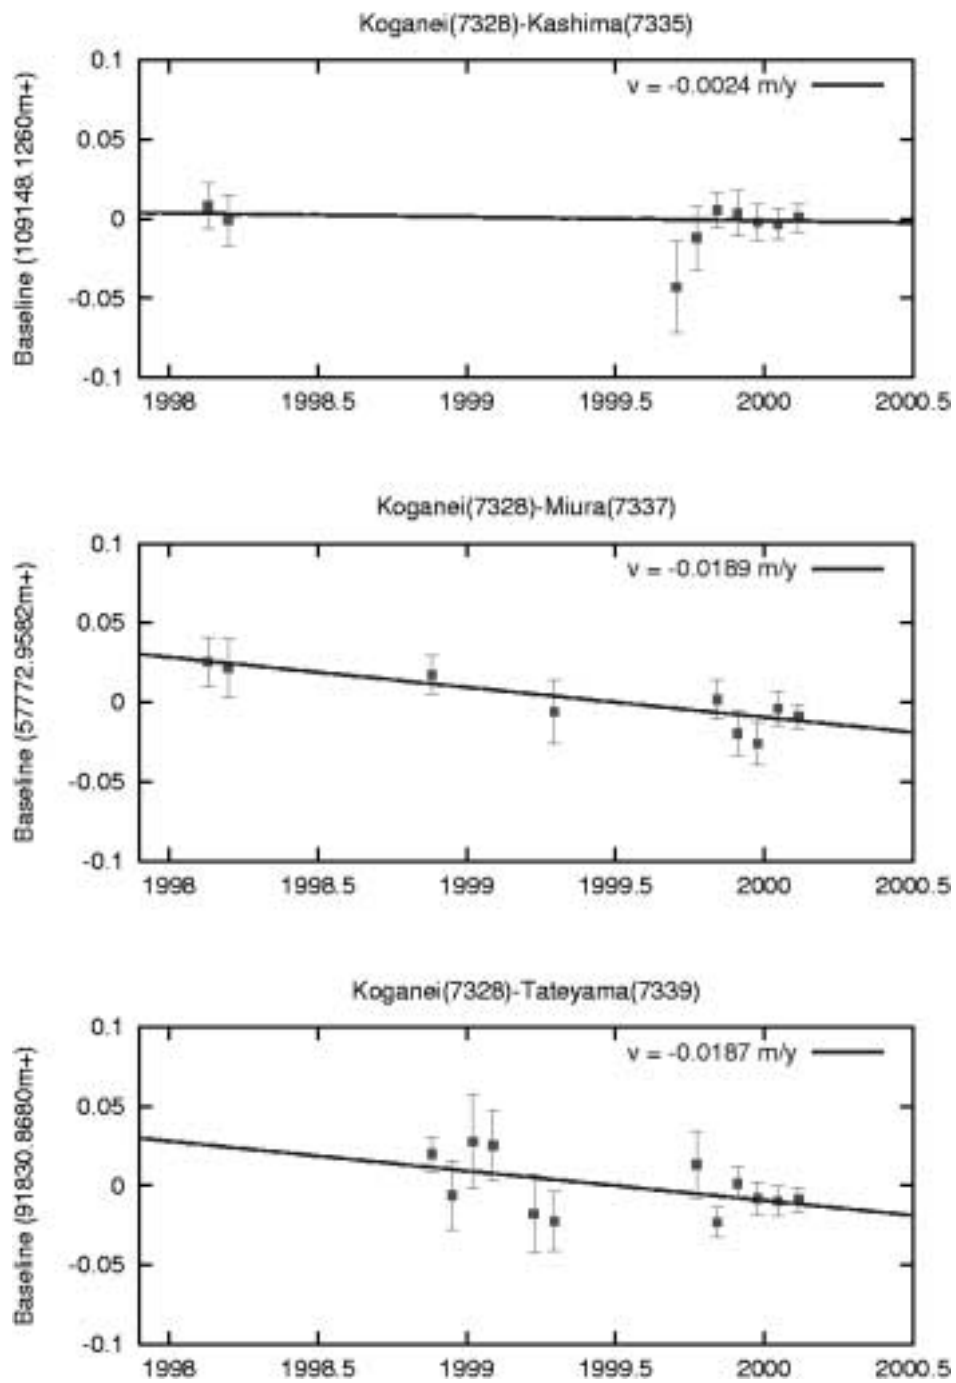 Koganei(7328)-Kashima(7335)
v = -0.0024 m/y
Baseline (109148.1260m+)
0.1
0.05
0
-0.05
-0.1
1998 1998.5 1999 1999.5 2000 2000.5
Koganei(7328)-Miura(7337)
v = -0.0189 m/y
Baseline (57772.9582m+)
0.1
0.05
0
-0.05
-0.1
1998 1998.5 1999 1999.5 2000 2000.5
Koganei(7328)-Tateyama(7339)
v = -0.0187 m/y
Baseline (91830.8680m+)
0.1
0.05
0
-0.05
-0.1
1998 1998.5 1999 1999.5 2000 2000.5